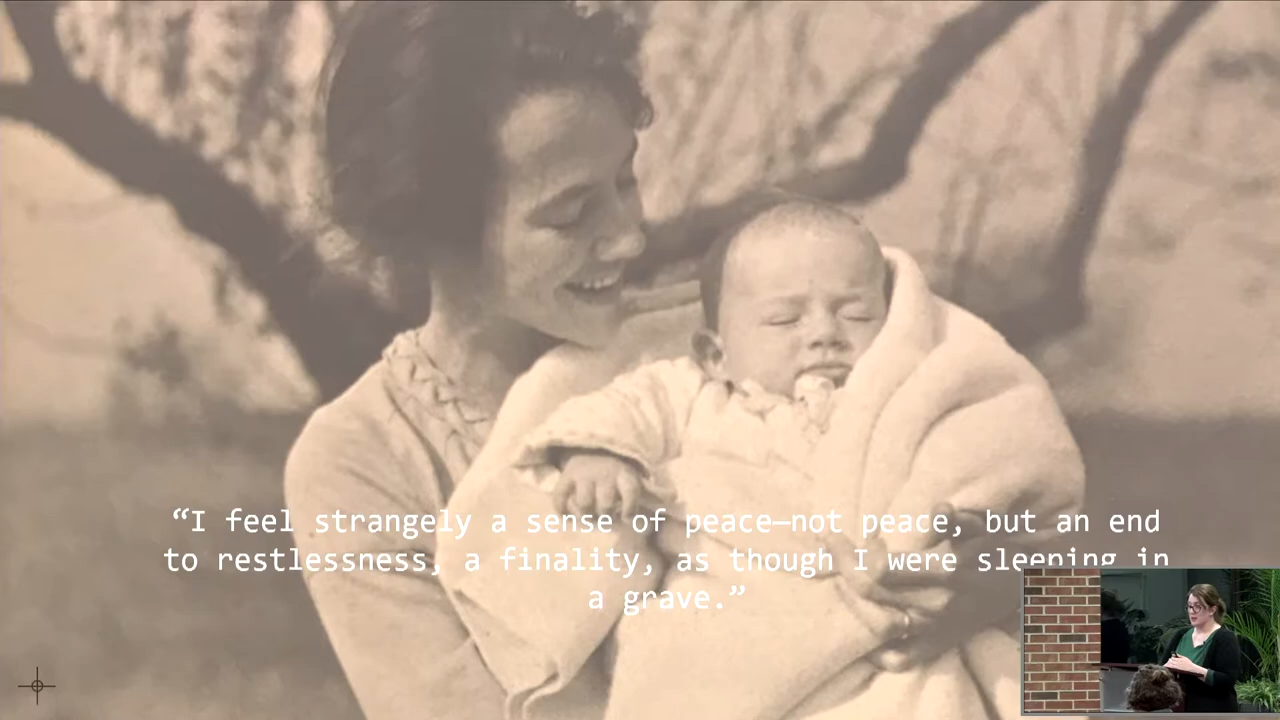 “I feel strangely a sense of peace—not peace, but an end
to restlessness, a finality, as though I were sleeping in
a grave.”